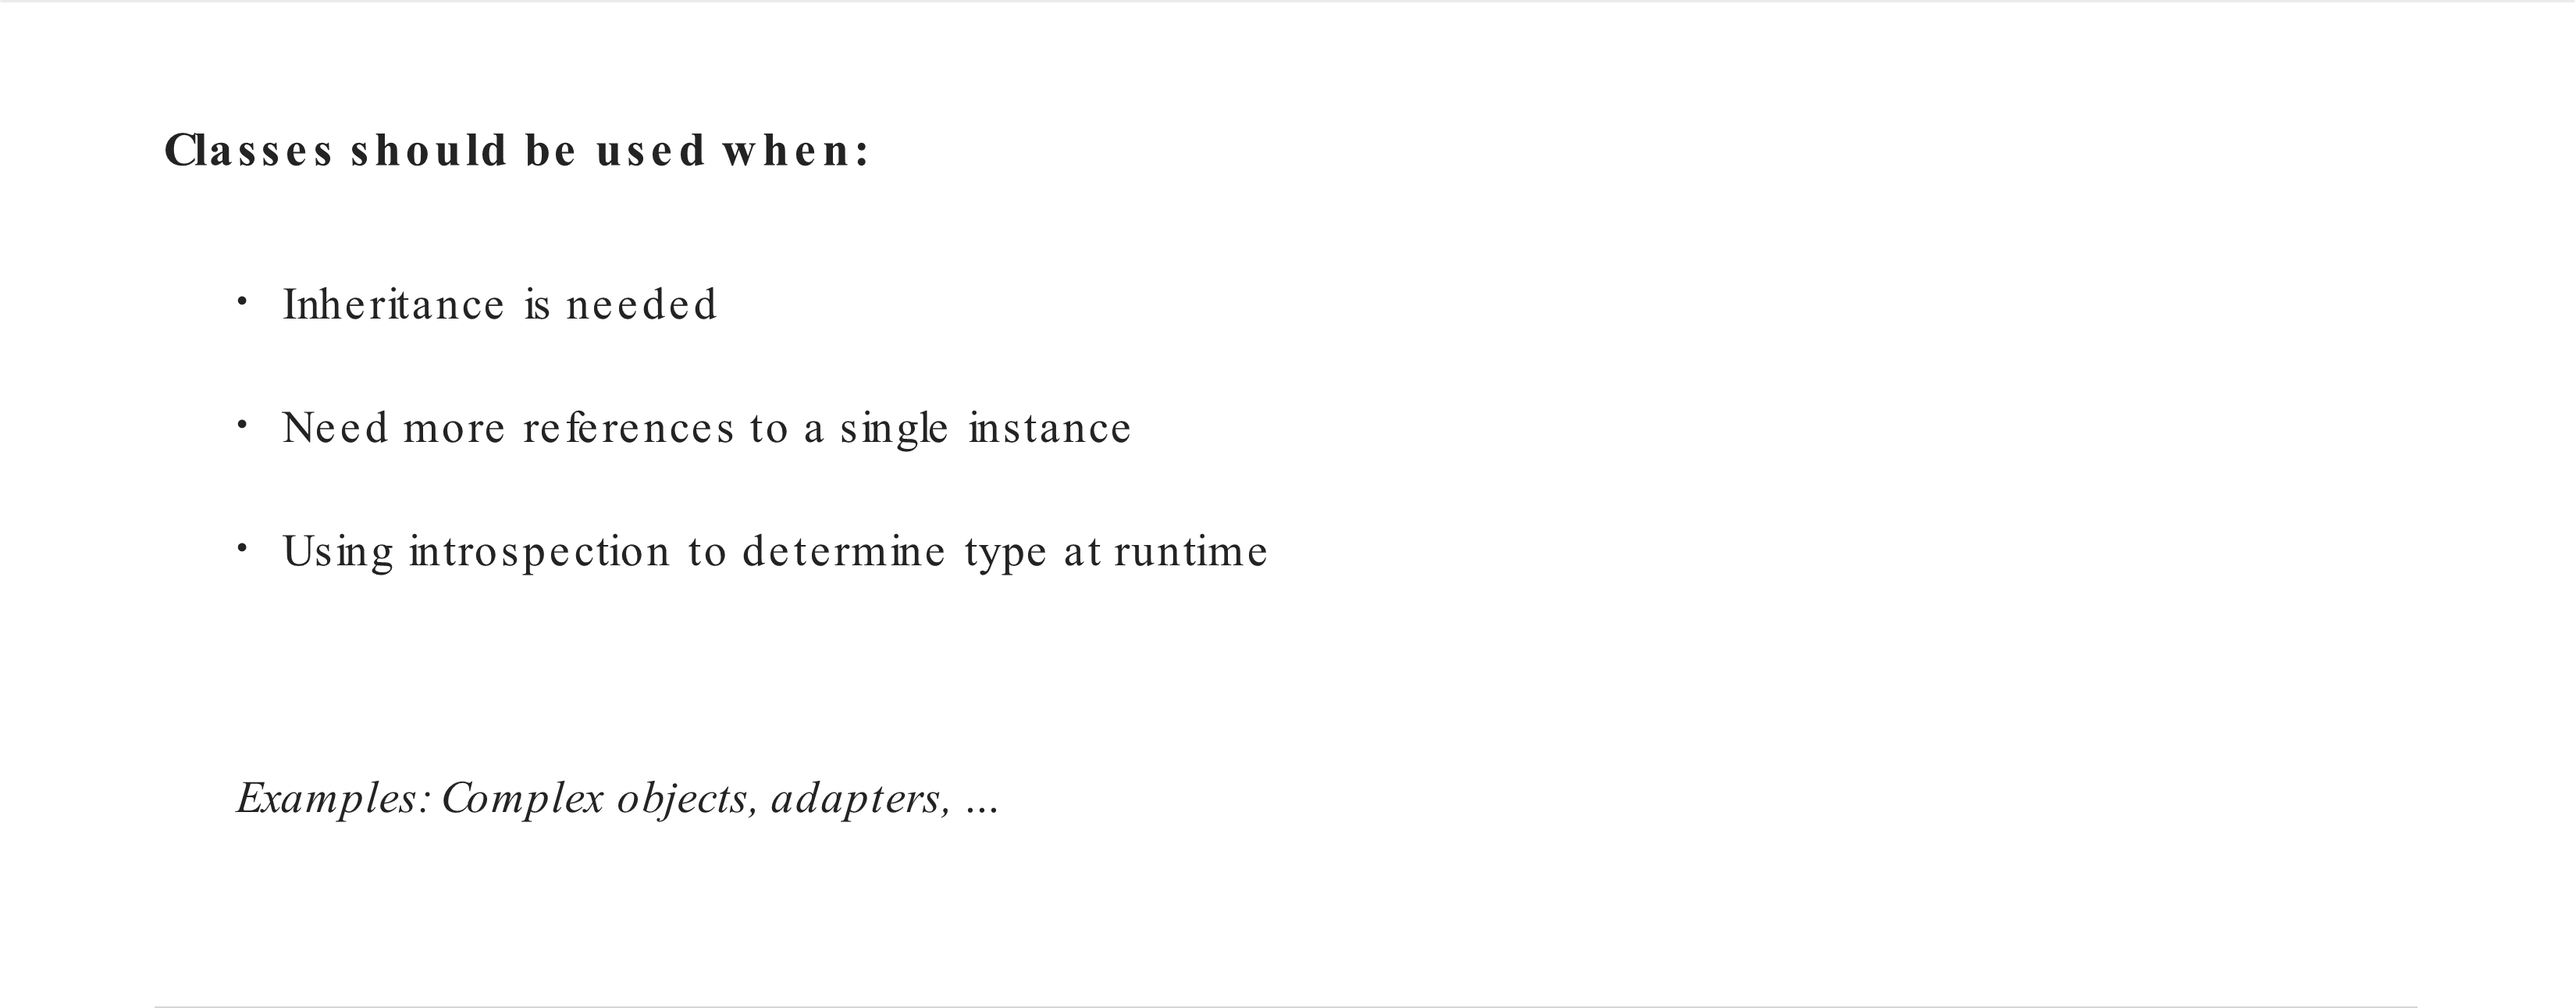 Classes should be used when:
• Inheritance is needed
• Need more references to a single instance
• Using introspection to determine type at runtime
Examples: Complex objects, adapters, ...